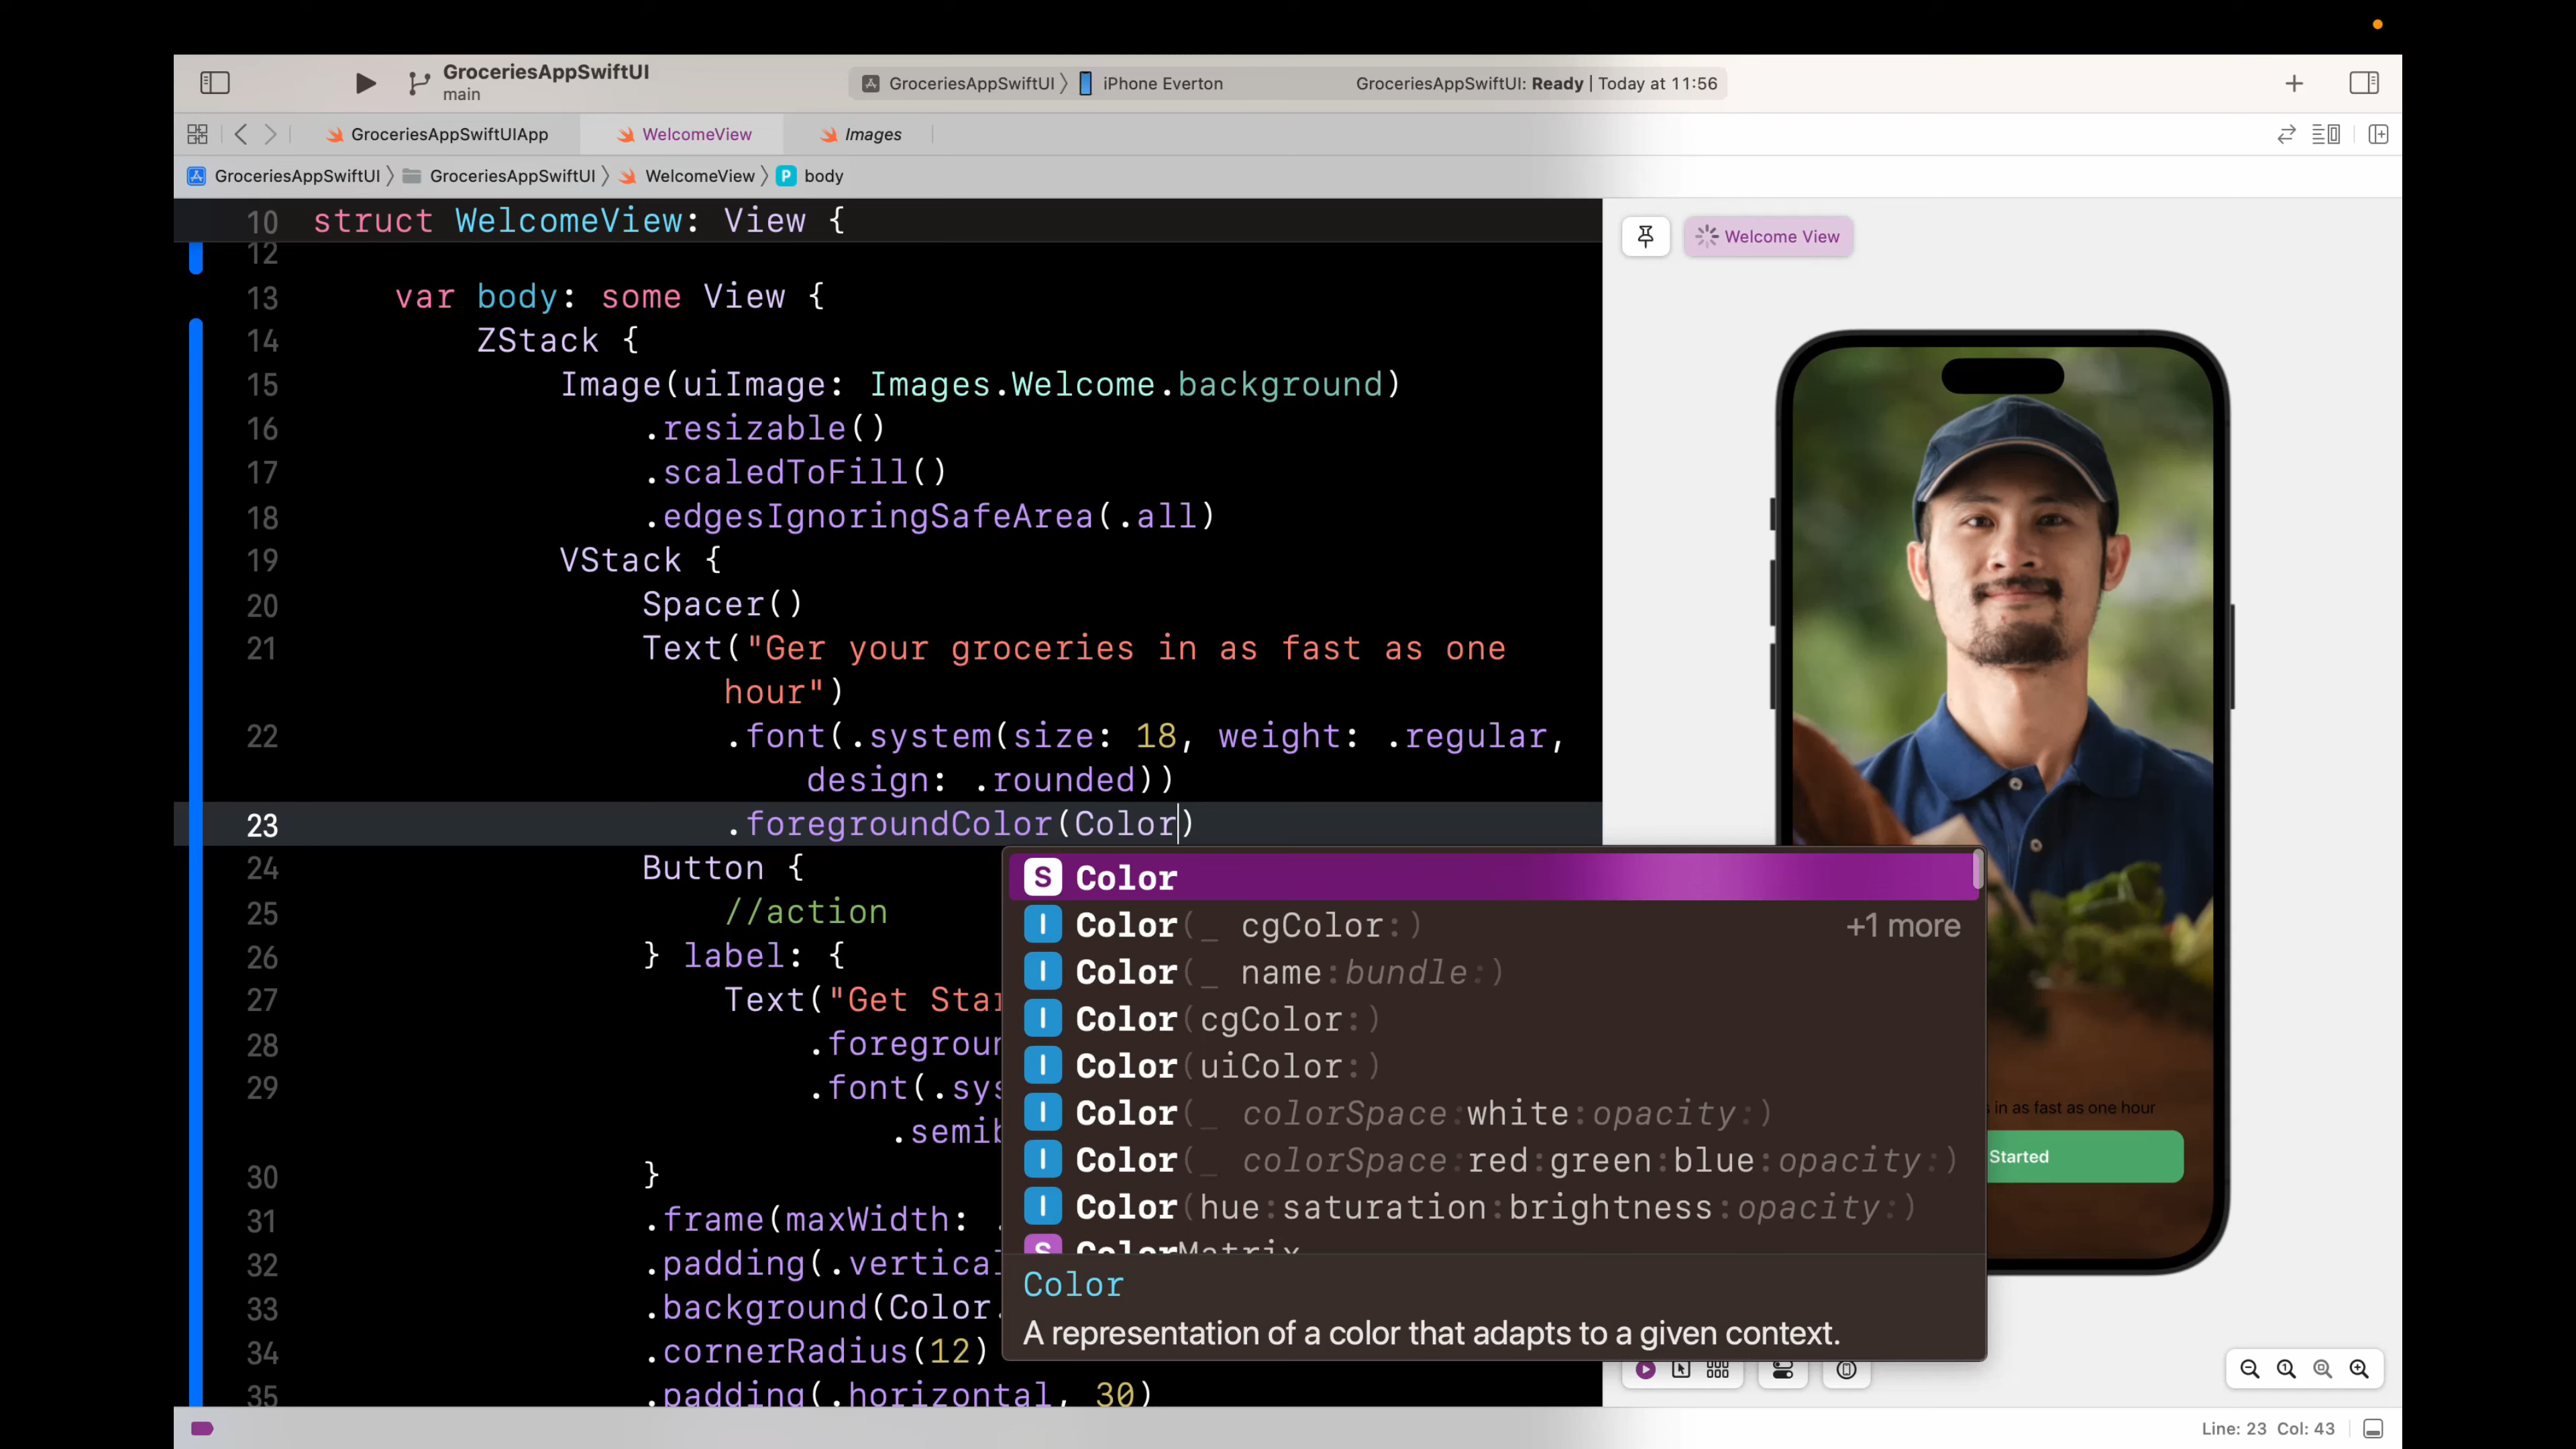 GroceriesAppSwiftUI
main
GroceriesAppSwiftUI 〉 iPhone Everton
GroceriesAppSwiftUI: Ready | Today at 11:56
GroceriesAppSwiftUIApp
WelcomeView
Images
GroceriesAppSwiftUI 〉 GroceriesAppSwiftUI 〉 WelcomeView 〉 P body
10 struct WelcomeView: View {
12
13 var body: some View {
14 ZStack {
15 Image(uiImage: Images.Welcome.background)
16 .resizable()
17 .scaledToFill()
18 .edgesIgnoringSafeArea(.all)
19 VStack {
20 Spacer()
21 Text("Ger your groceries in as fast as one
hour")
22 .font(.system(size: 18, weight: .regular,
design: .rounded))
23 .foregroundColor(Color)
24 Button {
25 //action
26 } label: {
27 Text("Get Star
28 .foregroun
29 .font(.sys
.semib
30 }
31 .frame(maxWidth: .
32 .padding(.vertical
33 .background(Color.
34 .cornerRadius(12)
35 .padding(.horizontal, 30)
S Color
I Color(_ cgColor:) +1 more
I Color(_ name:bundle:)
I Color(cgColor:)
I Color(uiColor:)
I Color(_ colorSpace:white:opacity:)
I Color(_ colorSpace:red:green:blue:opacity:)
I Color(hue:saturation:brightness:opacity:)
S ColorMatrix
Color
A representation of a color that adapts to a given context.
Welcome View
in as fast as one hour
Started
Line: 23 Col: 43